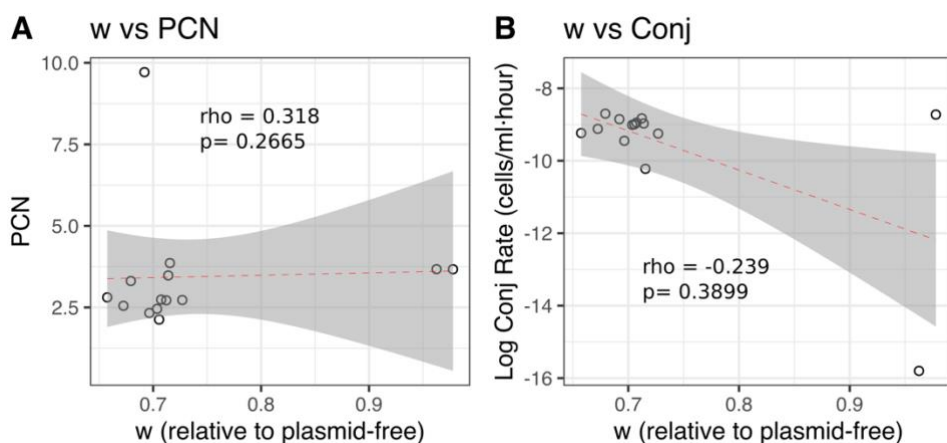 A
w vs PCN
PCN
10.0
7.5
5.0
2.5
rho = 0.318
p= 0.2665
0.7
0.8
0.9
w (relative to plasmid-free)
B
w vs Conj
Log Conj Rate (cells/ml·hour)
-8
-10
-12
-14
-16
rho = -0.239
p= 0.3899
0.7
0.8
0.9
w (relative to plasmid-free)